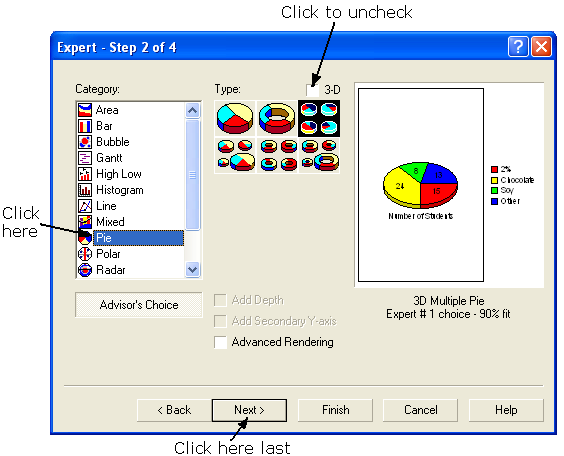 Click to uncheck
Expert - Step 2 of 4
Category:
Type:
3-D
Area
Bar
Bubble
Gantt
High Low
Histogram
Line
Mixed
Pie
Polar
Radar
Click
here
8
24
15
Number of Students
2%
Chocolate
Soy
Other
Advisor's Choice
Add Depth
Add Secondary Y-axis
Advanced Rendering
3D Multiple Pie
Expert # 1 choice - 90% fit
< Back
Next >
Finish
Cancel
Help
Click here last